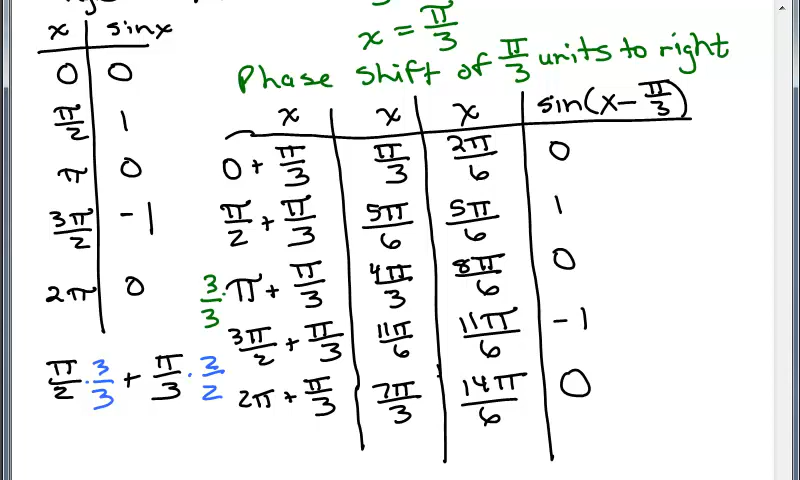 x = π/3
Phase shift of π/3 units to right
x | sinx
0 | 0
π/2 | 1
π | 0
3π/2 | -1
2π | 0
x | x | x | sin(x - π/3)
0 + π/3 | π/3 | 2π/6 | 0
π/2 + π/3 | 5π/6 | 5π/6 | 1
3/3 · π + π/3 | 4π/3 | 8π/6 | 0
3π/2 + π/3 | 11π/6 | 11π/6 | -1
2π + π/3 | 7π/3 | 14π/6 | 0
π/2 · 3/3 + π/3 · 2/2